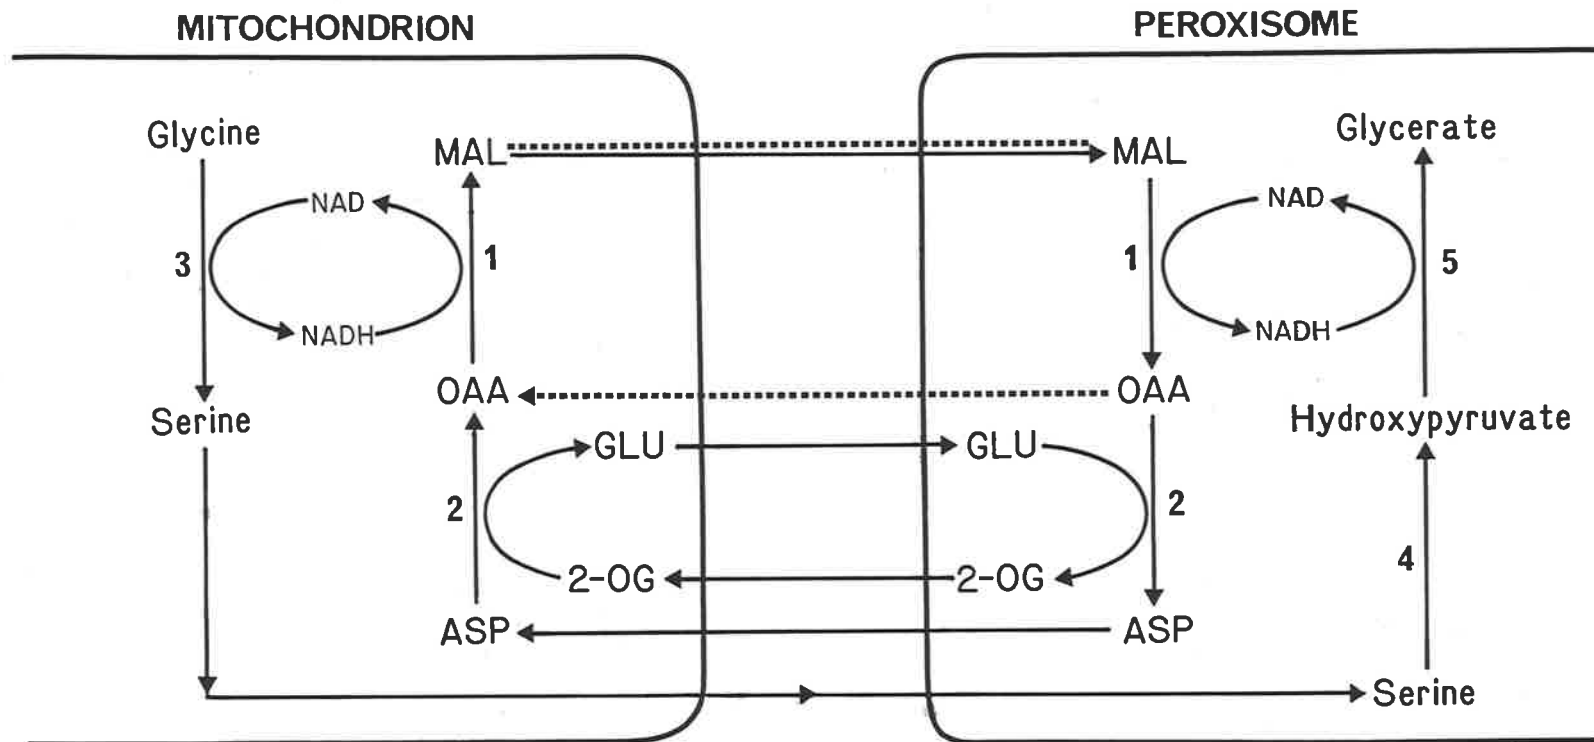 MITOCHONDRION
PEROXISOME
Glycine
MAL
MAL
Glycerate
NAD
NAD
3
1
1
5
NADH
NADH
Serine
OAA
OAA
Hydroxypyruvate
GLU
GLU
2
2
4
2-OG
2-OG
ASP
ASP
Serine